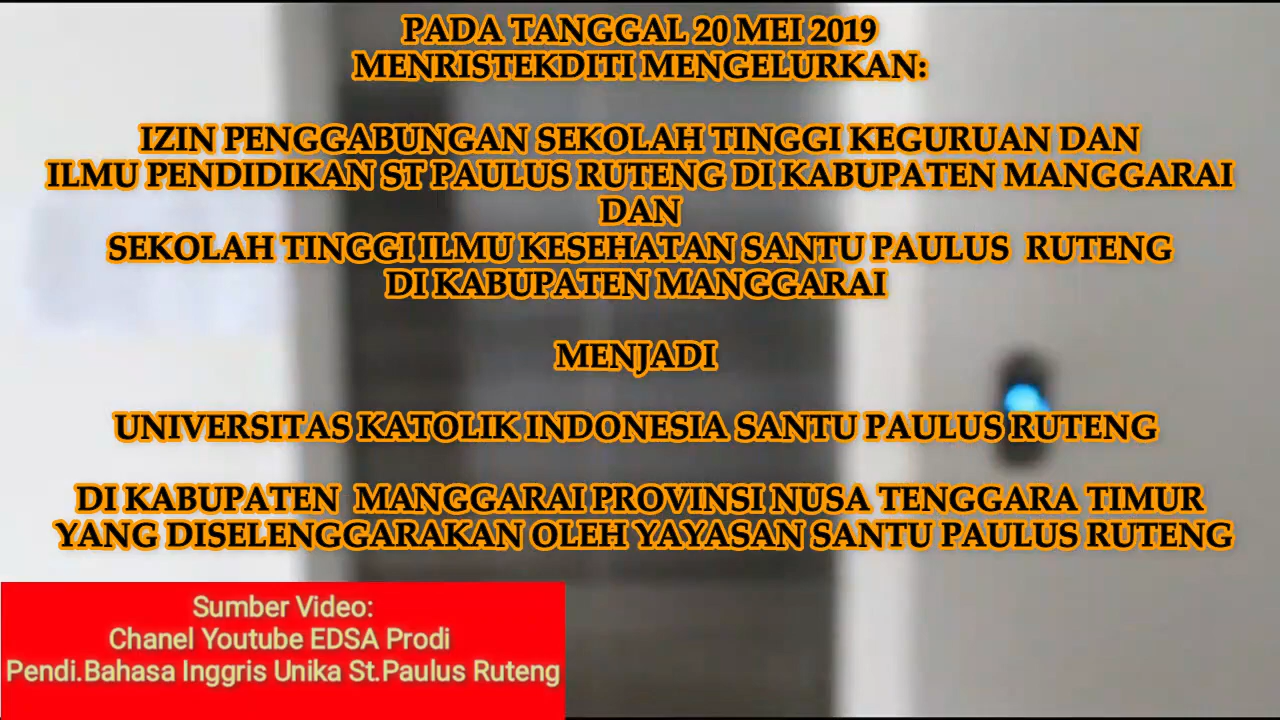 PADA TANGGAL 20 MEI 2019
MENRISTEKDITI MENGELURKAN:
IZIN PENGGABUNGAN SEKOLAH TINGGI KEGURUAN DAN
ILMU PENDIDIKAN ST PAULUS RUTENG DI KABUPATEN MANGGARAI
DAN
SEKOLAH TINGGI ILMU KESEHATAN SANTU PAULUS RUTENG
DI KABUPATEN MANGGARAI
MENJADI
UNIVERSITAS KATOLIK INDONESIA SANTU PAULUS RUTENG
DI KABUPATEN MANGGARAI PROVINSI NUSA TENGGARA TIMUR
YANG DISELENGGARAKAN OLEH YAYASAN SANTU PAULUS RUTENG
Sumber Video:
Chanel Youtube EDSA Prodi
Pendi.Bahasa Inggris Unika St.Paulus Ruteng